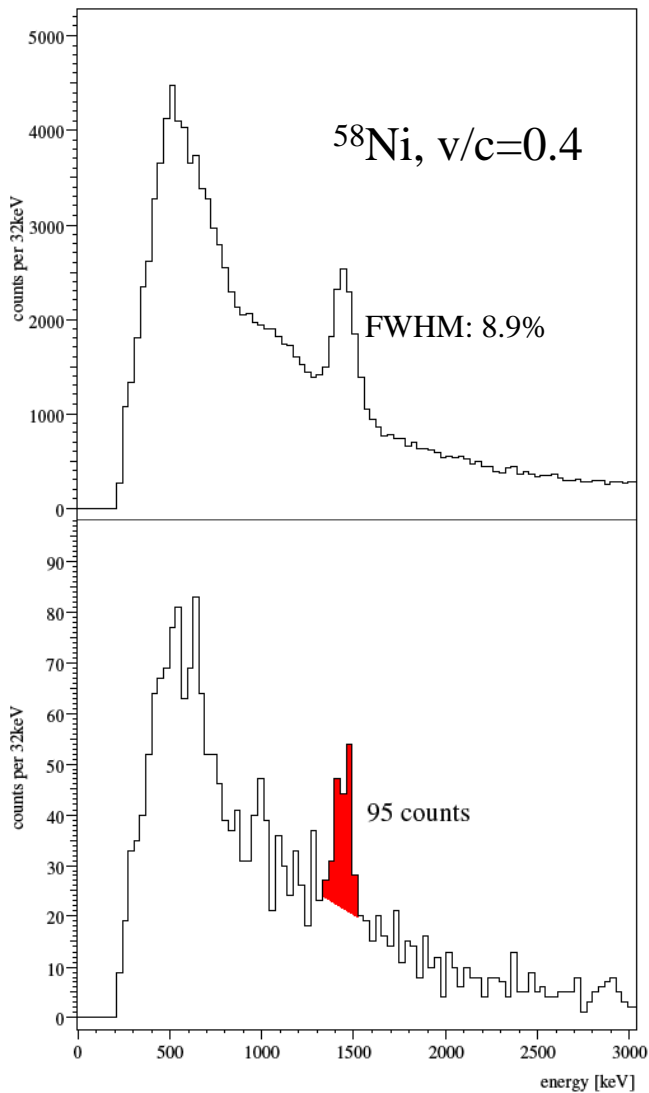 5000
4000
3000
2000
1000
0
counts per 32keV
⁵⁸Ni, v/c=0.4
FWHM: 8.9%
90
80
70
60
50
40
30
20
10
0
counts per 32keV
95 counts
0 500 1000 1500 2000 2500 3000
energy [keV]